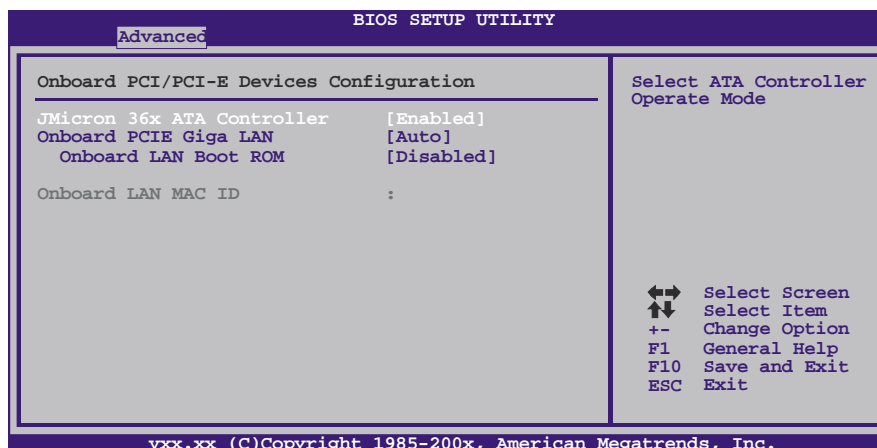 BIOS SETUP UTILITY
Advanced
Onboard PCI/PCI-E Devices Configuration
JMicron 36x ATA Controller [Enabled]
Onboard PCIE Giga LAN [Auto]
Onboard LAN Boot ROM [Disabled]
Onboard LAN MAC ID :
Select ATA Controller
Operate Mode
Select Screen
Select Item
+- Change Option
F1 General Help
F10 Save and Exit
ESC Exit
vxx.xx (C)Copyright 1985-200x, American Megatrends, Inc.